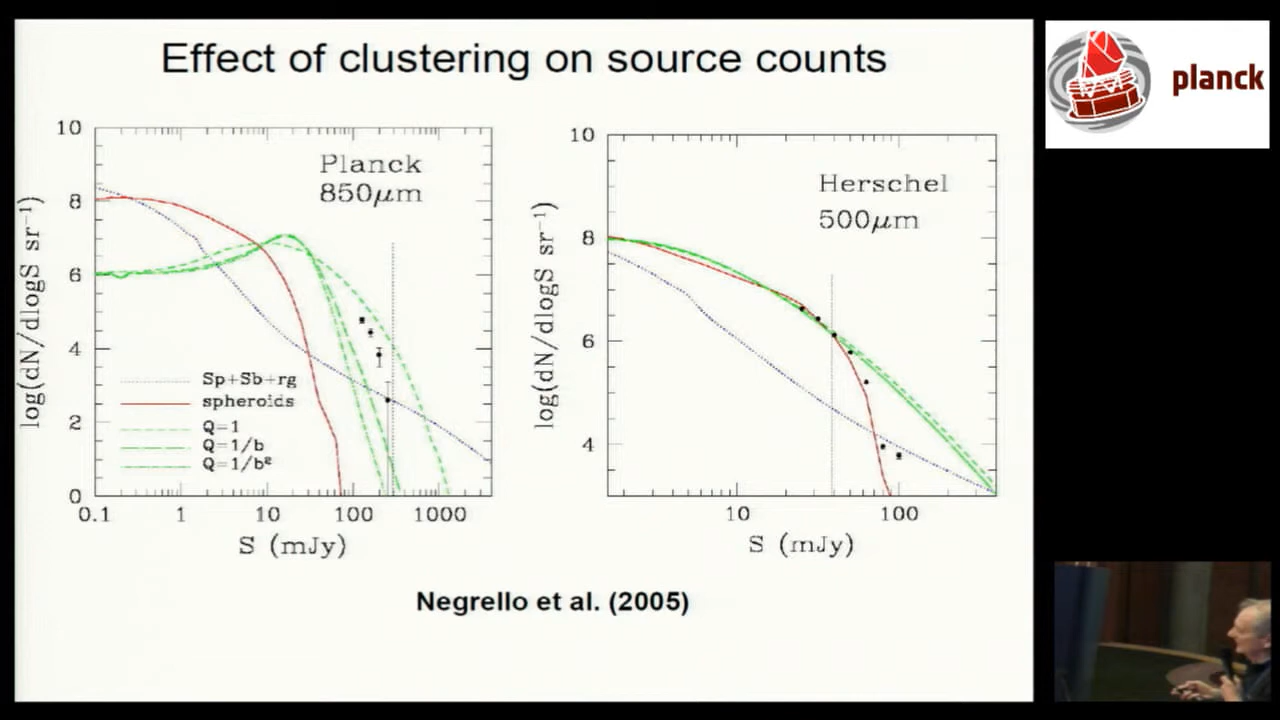 Effect of clustering on source counts
planck
10
8
6
4
2
0
log(dN/dlogS sr⁻¹)
Planck
850μm
Sp+Sb+rg
spheroids
Q=1
Q=1/b
Q=1/b²
0.1 1 10 100 1000
S (mJy)
10
8
6
4
log(dN/dlogS sr⁻¹)
Herschel
500μm
10 100
S (mJy)
Negrello et al. (2005)